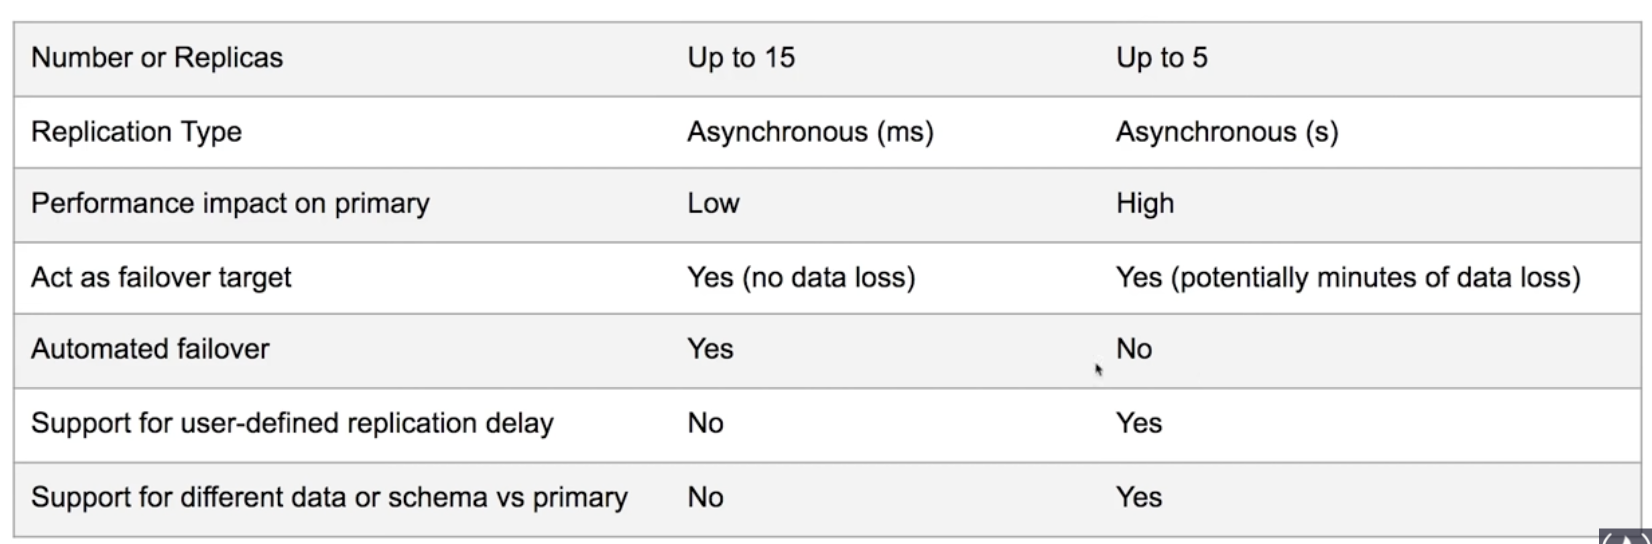 Number or Replicas Up to 15 Up to 5
Replication Type Asynchronous (ms) Asynchronous (s)
Performance impact on primary Low High
Act as failover target Yes (no data loss) Yes (potentially minutes of data loss)
Automated failover Yes No
Support for user-defined replication delay No Yes
Support for different data or schema vs primary No Yes